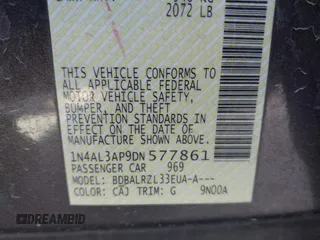 2072 LB
THIS VEHICLE CONFORMS TO
ALL APPLICABLE FEDERAL
MOTOR VEHICLE SAFETY,
BUMPER, AND THEFT
PREVENTION STANDARDS IN
EFFECT ON THE DATE OF
MANUFACTURE SHOWN ABOVE.
1N4AL3AP9DN577861
PASSENGER CAR 969
MODEL: BDBALRZL33EUA-A---
COLOR: CAJ TRIM: G 9N00A
DREAMBID